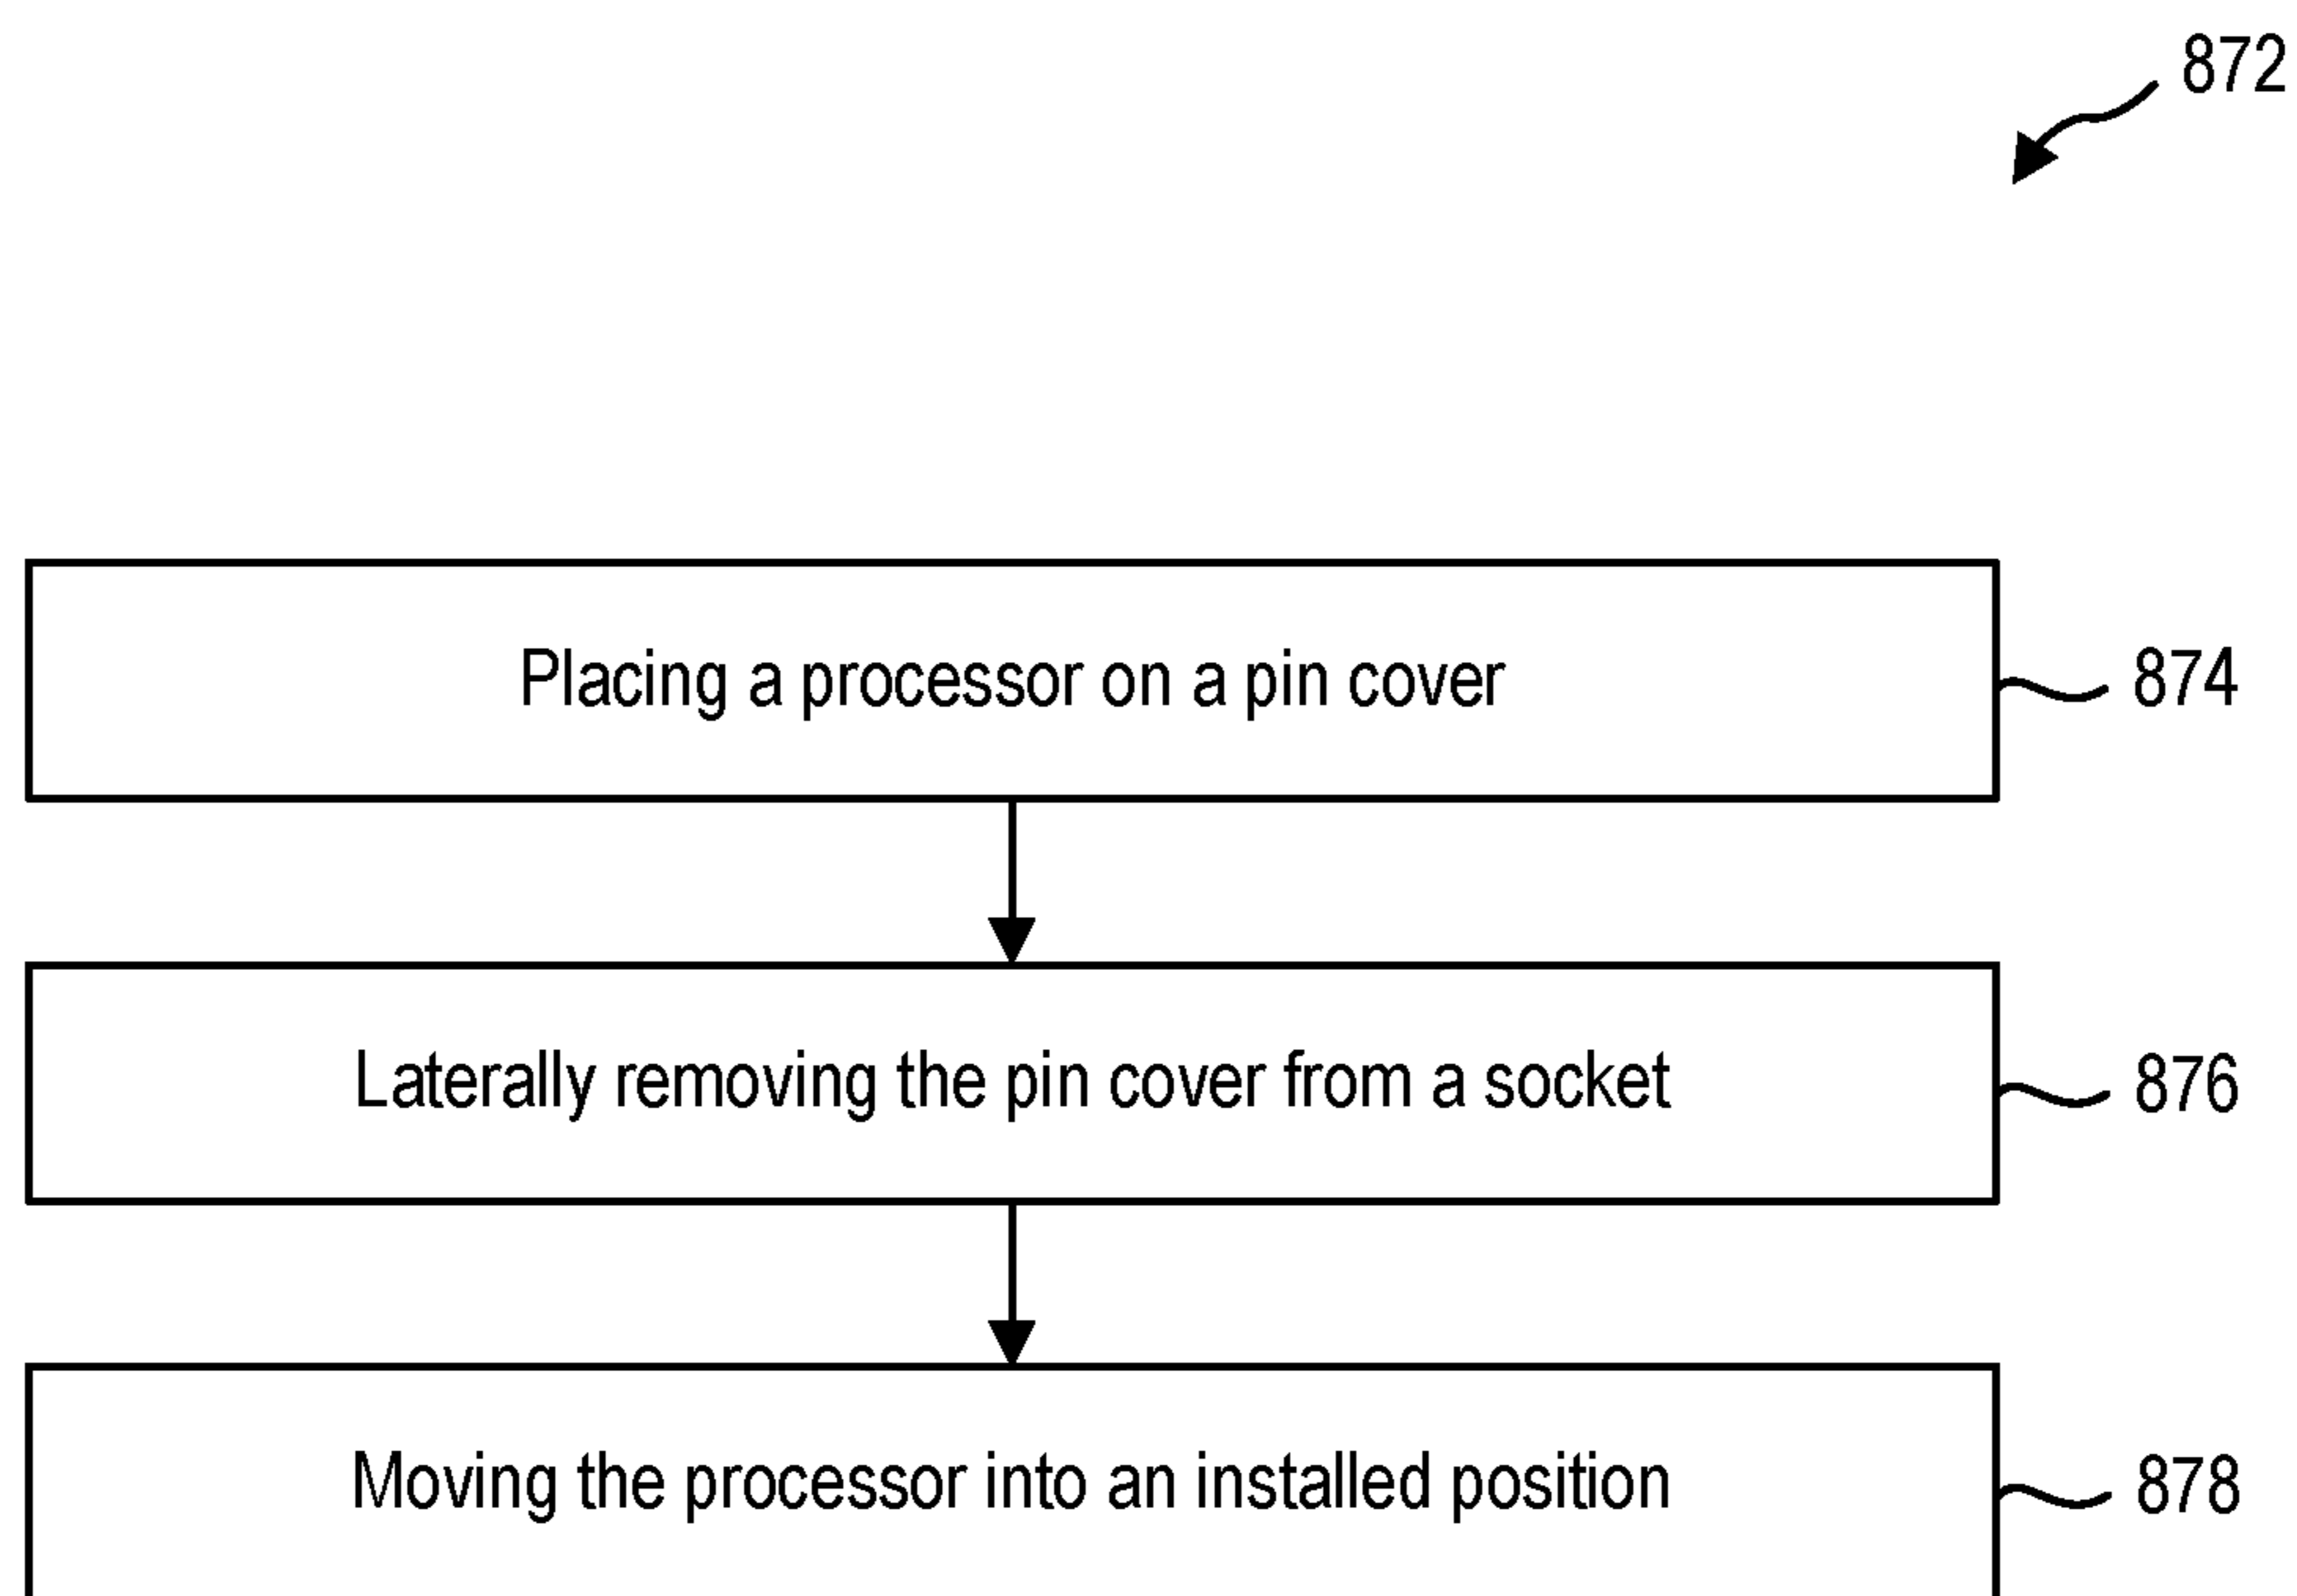 872
Placing a processor on a pin cover
874
Laterally removing the pin cover from a socket
876
Moving the processor into an installed position
878